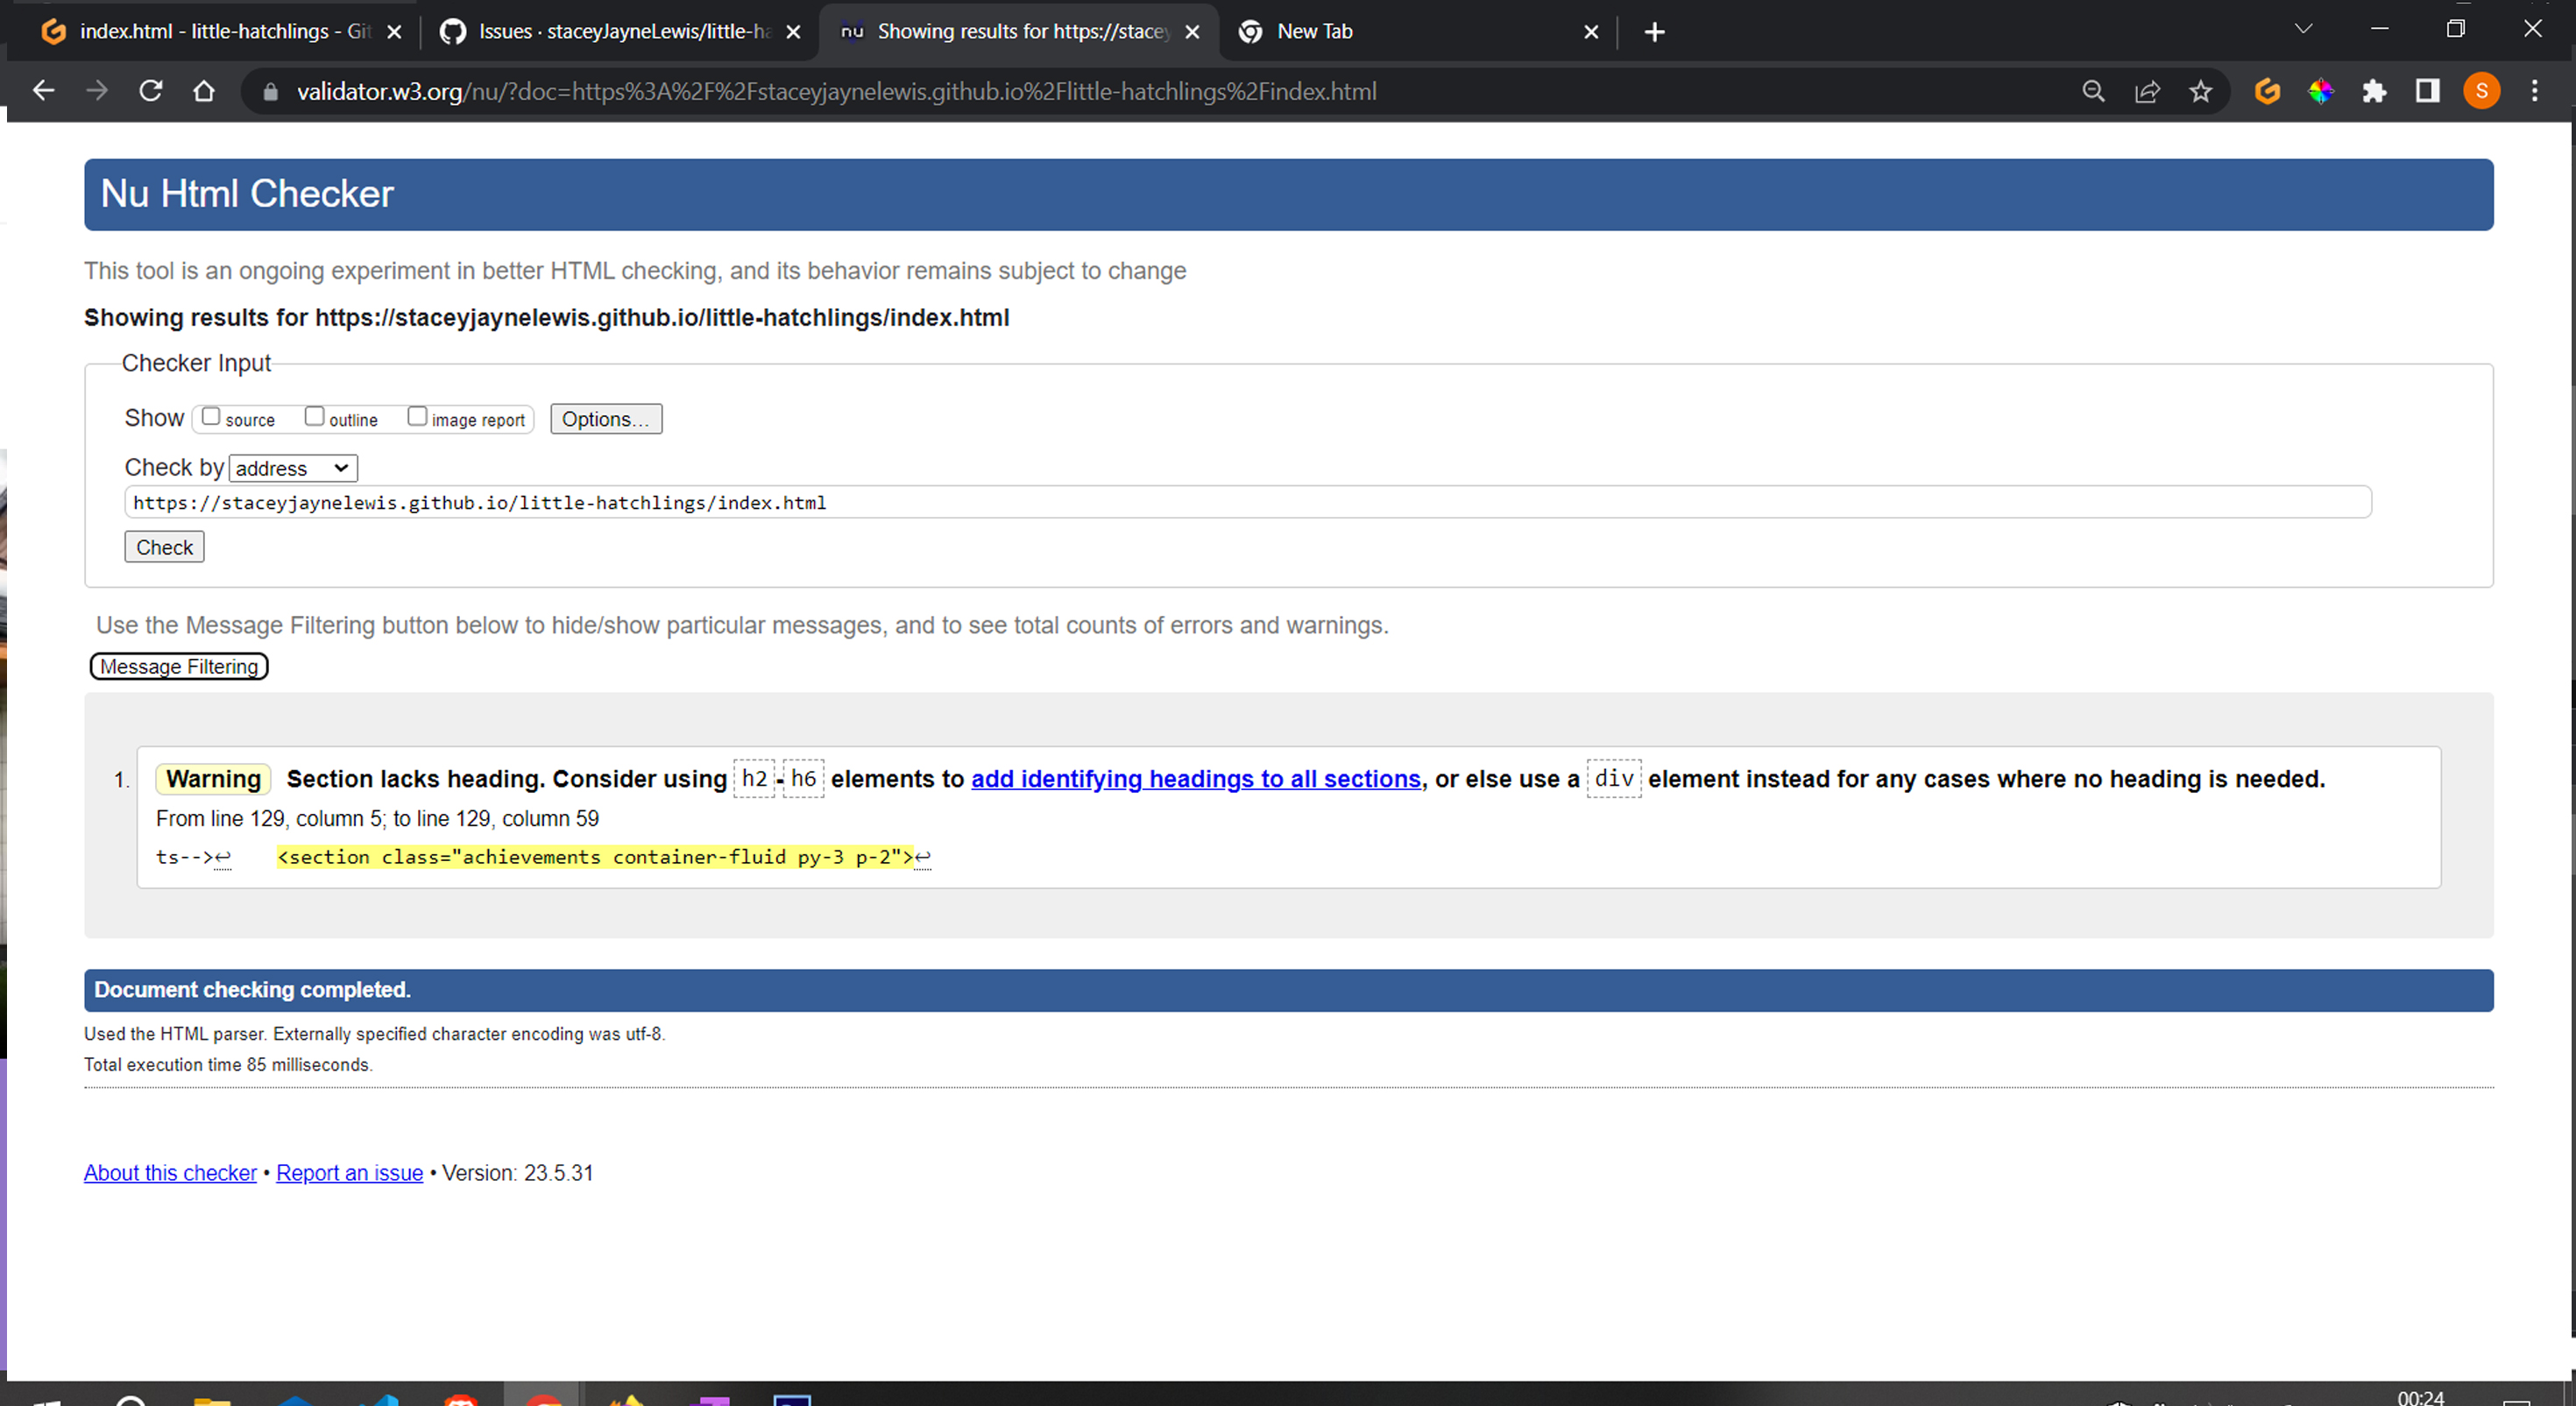 index.html - little-hatchlings - Git
Issues · staceyJayneLewis/little-ha
nu Showing results for https://stacey
New Tab
validator.w3.org/nu/?doc=https%3A%2F%2Fstaceyjaynelewis.github.io%2Flittle-hatchlings%2Findex.html
S
Nu Html Checker
This tool is an ongoing experiment in better HTML checking, and its behavior remains subject to change
Showing results for https://staceyjaynelewis.github.io/little-hatchlings/index.html
Checker Input
Show source outline image report Options...
Check by address
https://staceyjaynelewis.github.io/little-hatchlings/index.html
Check
Use the Message Filtering button below to hide/show particular messages, and to see total counts of errors and warnings.
Message Filtering
1. Warning Section lacks heading. Consider using h2-h6 elements to add identifying headings to all sections, or else use a div element instead for any cases where no heading is needed.
From line 129, column 5; to line 129, column 59
ts-->↩ <section class="achievements container-fluid py-3 p-2">↩
Document checking completed.
Used the HTML parser. Externally specified character encoding was utf-8.
Total execution time 85 milliseconds.
About this checker • Report an issue • Version: 23.5.31
00:24